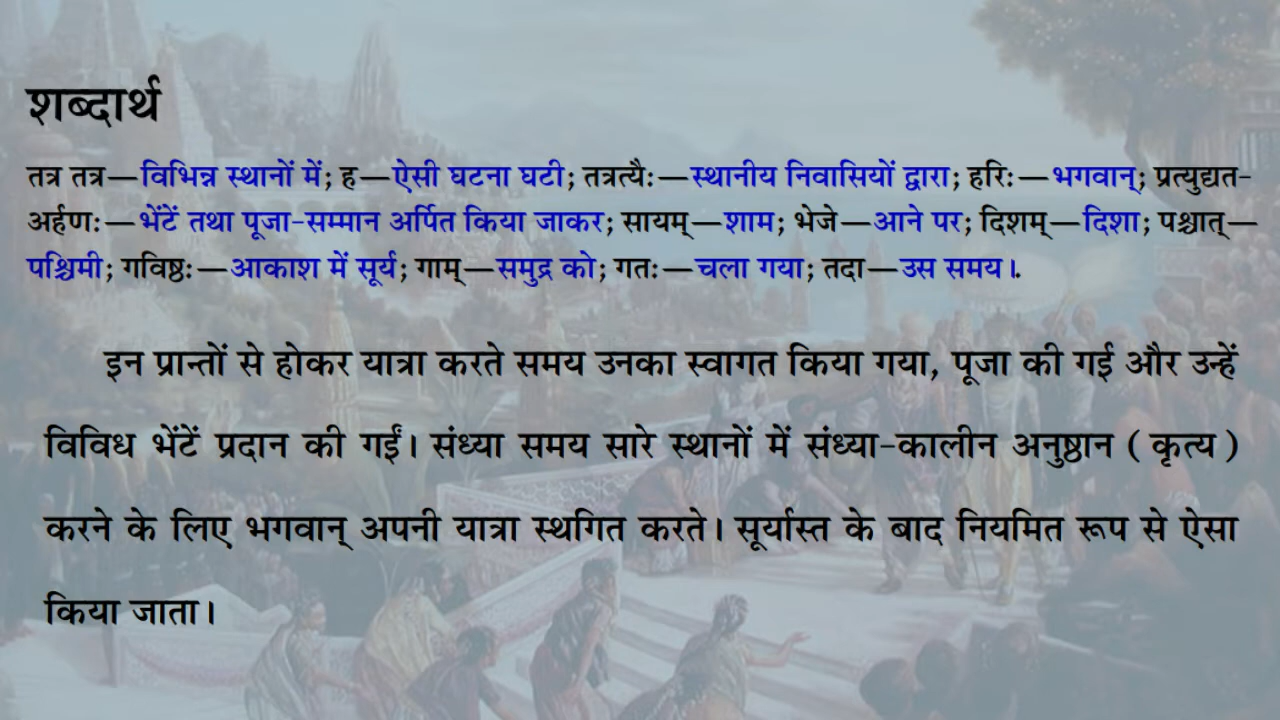 शब्दार्थ
तत्र तत्र—विभिन्न स्थानों में; ह—ऐसी घटना घटी; तत्रत्यैः—स्थानीय निवासियों द्वारा; हरिः—भगवान्; प्रत्युद्यत-
अर्हणः—भेंटें तथा पूजा-सम्मान अर्पित किया जाकर; सायम्—शाम; भेजे—आने पर; दिशम्—दिशा; पश्चात्—
पश्चिमी; गविष्ठः—आकाश में सूर्य; गाम्—समुद्र को; गतः—चला गया; तदा—उस समय।.
इन प्रान्तों से होकर यात्रा करते समय उनका स्वागत किया गया, पूजा की गई और उन्हें
विविध भेंटें प्रदान की गईं। संध्या समय सारे स्थानों में संध्या-कालीन अनुष्ठान ( कृत्य )
करने के लिए भगवान् अपनी यात्रा स्थगित करते। सूर्यास्त के बाद नियमित रूप से ऐसा
किया जाता।